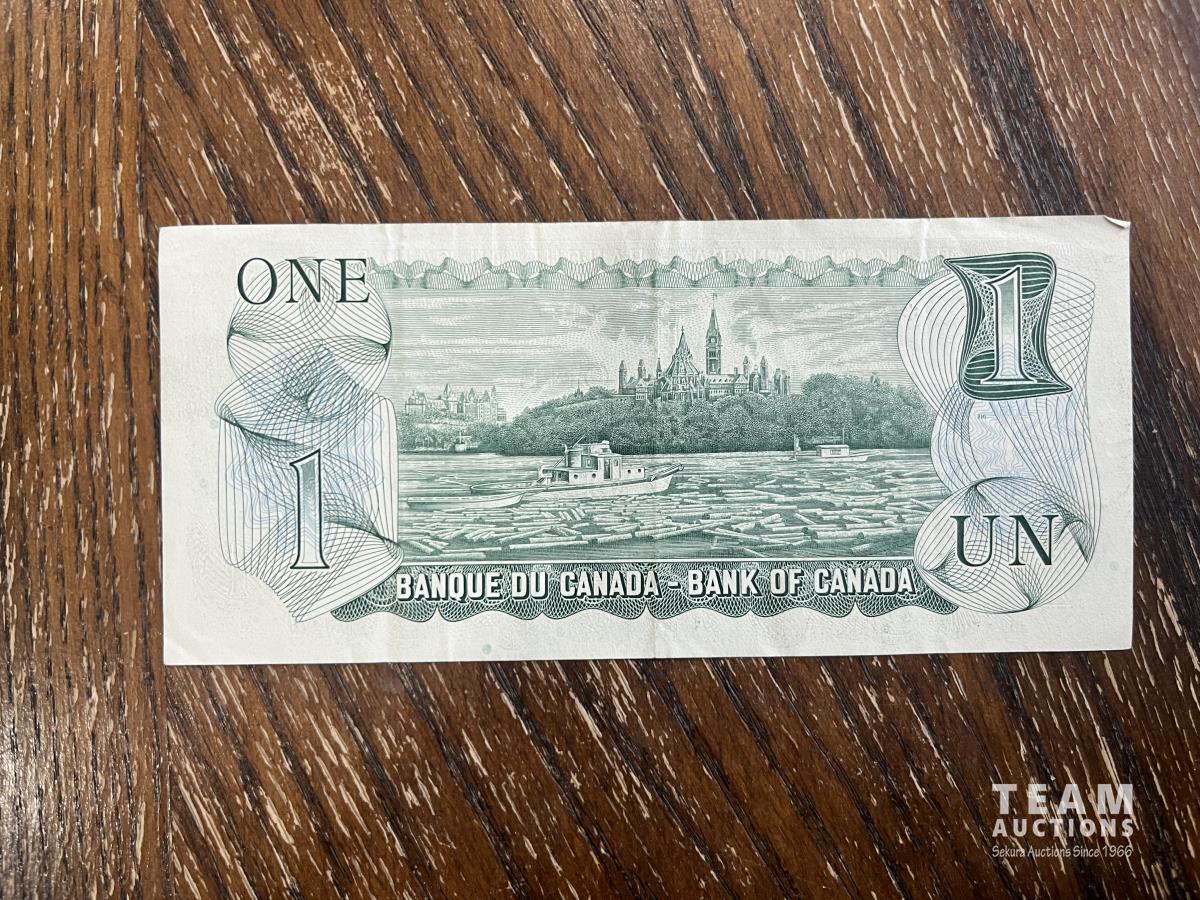 ONE
1
1
UN
BANQUE DU CANADA - BANK OF CANADA
TEAM
AUCTIONS
Sekura Auctions Since 1966